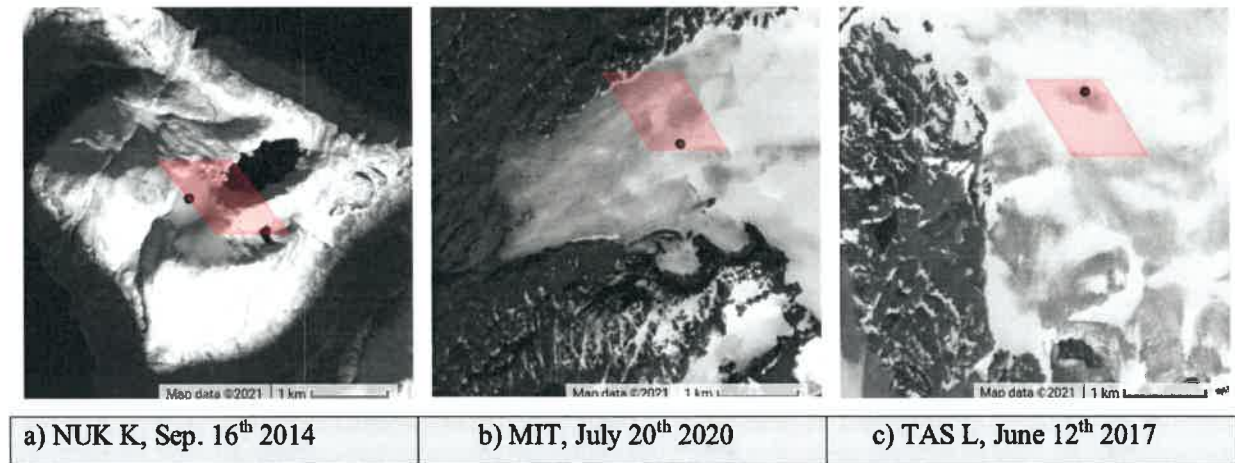 Map data ©2021 1 km
Map data ©2021 1 km
Map data ©2021 1 km
a) NUK K, Sep. 16th 2014
b) MIT, July 20th 2020
c) TAS L, June 12th 2017